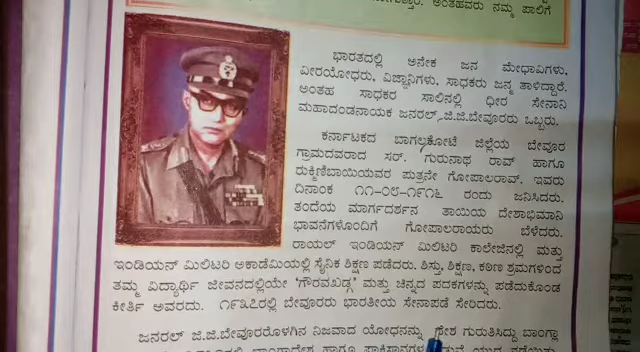 ಅಂತಹವರು ನಮ್ಮ ಪಾಲಿಗೆ
ಭಾರತದಲ್ಲಿ ಅನೇಕ ಜನ ಮೇಧಾವಿಗಳು,
ವೀರಯೋಧರು, ವಿಜ್ಞಾನಿಗಳು, ಸಾಧಕರು ಜನ್ಮ ತಾಳಿದ್ದಾರೆ.
ಅಂತಹ ಸಾಧಕರ ಸಾಲಿನಲ್ಲಿ ಧೀರ ಸೇನಾನಿ
ಮಹಾದಂಡನಾಯಕ ಜನರಲ್-ಜಿ.ಜಿ.ಬೇವೂರರು ಒಬ್ಬರು.
ಕರ್ನಾಟಕದ ಬಾಗಲಕೋಟೆ ಜಿಲ್ಲೆಯ ಬೇವೂರ
ಗ್ರಾಮದವರಾದ ಸರ್. ಗುರುನಾಥ ರಾವ್ ಹಾಗೂ
ರುಕ್ಮಿಣಿಬಾಯಿಯವರ ಪುತ್ರನೇ ಗೋಪಾಲರಾವ್. ಇವರು
ದಿನಾಂಕ ೧೧-೦೮-೧೯೧೬ ರಂದು ಜನಿಸಿದರು.
ತಂದೆಯ ಮಾರ್ಗದರ್ಶನ ತಾಯಿಯ ದೇಶಾಭಿಮಾನಿ
ಭಾವನೆಗಳೊಂದಿಗೆ ಗೋಪಾಲರಾಯರು ಬೆಳೆದರು.
ರಾಯಲ್ ಇಂಡಿಯನ್ ಮಿಲಿಟರಿ ಕಾಲೇಜಿನಲ್ಲಿ ಮತ್ತು
ಇಂಡಿಯನ್ ಮಿಲಿಟರಿ ಅಕಾಡೆಮಿಯಲ್ಲಿ ಸೈನಿಕ ಶಿಕ್ಷಣ ಪಡೆದರು. ಶಿಸ್ತು, ಶಿಕ್ಷಣ, ಕಠಿಣ ಶ್ರಮಗಳಿಂದ
ತಮ್ಮ ವಿದ್ಯಾರ್ಥಿ ಜೀವನದಲ್ಲಿಯೇ 'ಗೌರವಖಡ್ಗ' ಮತ್ತು ಚಿನ್ನದ ಪದಕಗಳನ್ನು ಪಡೆದುಕೊಂಡ
ಕೀರ್ತಿ ಅವರದು. ೧೯೩೭ರಲ್ಲಿ ಬೇವೂರರು ಭಾರತೀಯ ಸೇನಾಪಡೆ ಸೇರಿದರು.
ಜನರಲ್ ಜಿ.ಜಿ.ಬೇವೂರರೊಳಗಿನ ನಿಜವಾದ ಯೋಧನನ್ನು ಗುರುತಿಸಿದ್ದು ಬಾಂಗ್ಲಾ